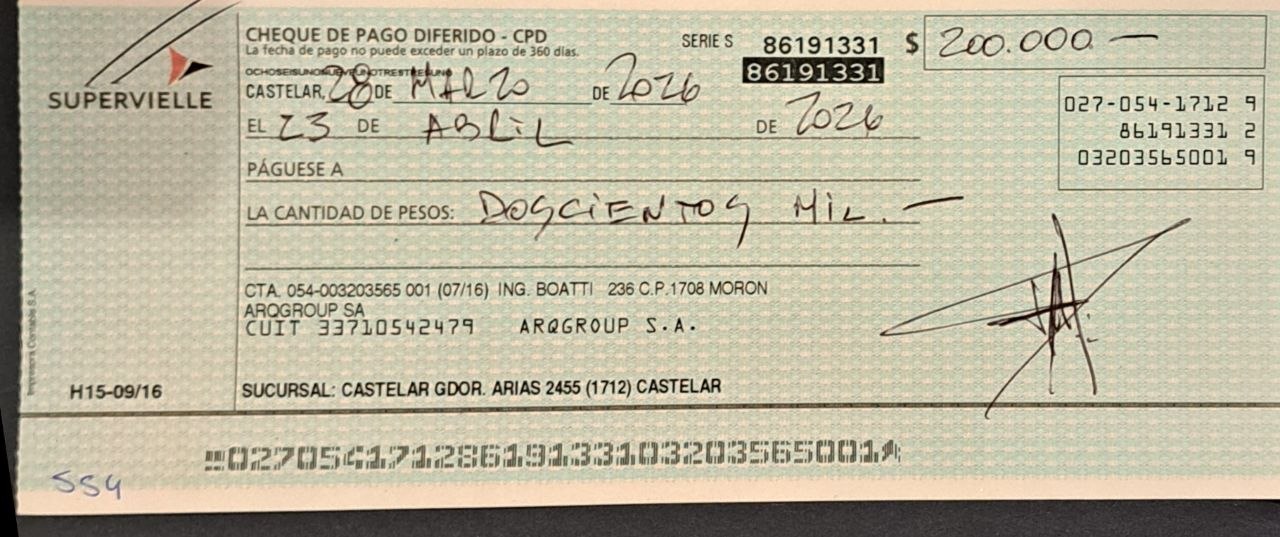 CHEQUE DE PAGO DIFERIDO - CPD
La fecha de pago no puede exceder un plazo de 360 días.
SERIE S 86191331 $ 200.000 —
86191331
OCHOSEISUNONUEVEUNOTRESTRESUNO
SUPERVIELLE
CASTELAR, 28 DE MARZO DE 2026
EL 23 DE ABRIL DE 2026
027-054-1712 9
86191331 2
03203565001 9
PÁGUESE A
LA CANTIDAD DE PESOS: DOSCIENTOS MIL. —
CTA. 054-003203565 001 (07/16) ING. BOATTI 236 C.P.1708 MORON
ARQGROUP SA
CUIT 33710542479 ARQGROUP S.A.
Impresora Contable S.A.
H15-09/16
SUCURSAL: CASTELAR GDOR. ARIAS 2455 (1712) CASTELAR
02705417128619133103203565001
554